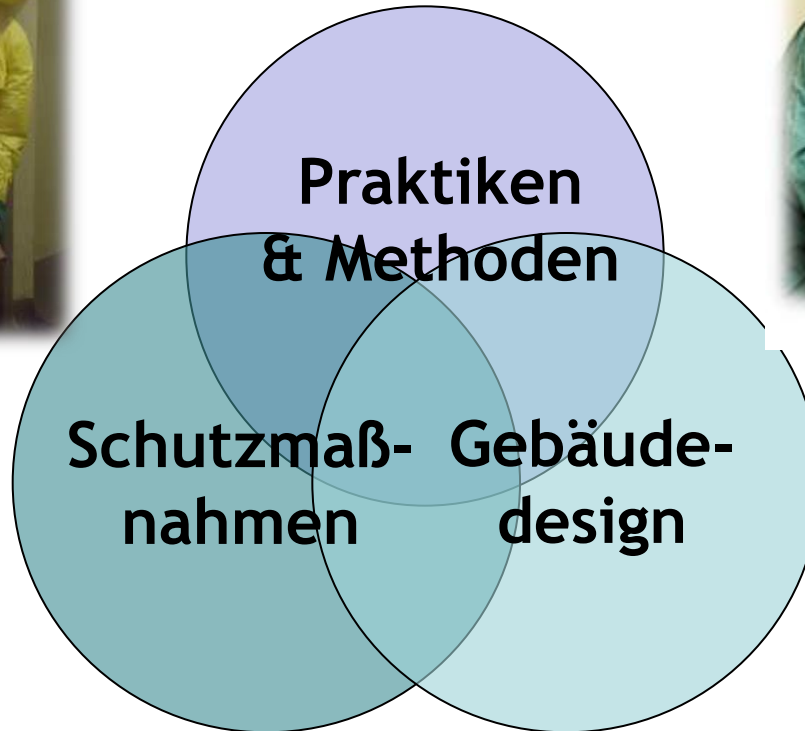 Praktiken
& Methoden
Schutzmaß-
nahmen
Gebäude-
design